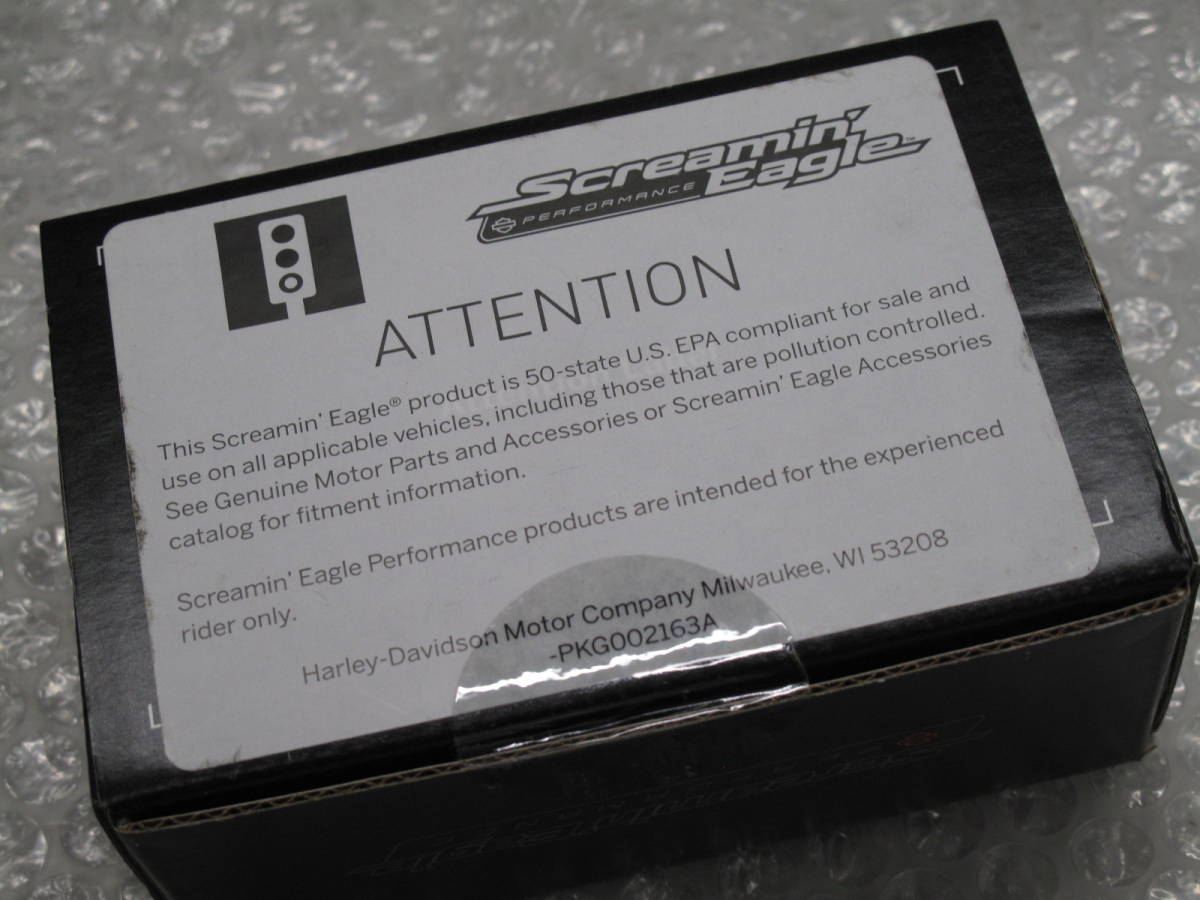 Screamin'
Eagle™
PERFORMANCE
ATTENTION
This Screamin' Eagle® product is 50-state U.S. EPA compliant for sale and
use on all applicable vehicles, including those that are pollution controlled.
See Genuine Motor Parts and Accessories or Screamin' Eagle Accessories
catalog for fitment information.
Screamin' Eagle Performance products are intended for the experienced
rider only.
Harley-Davidson Motor Company Milwaukee, WI 53208
-PKG002163A